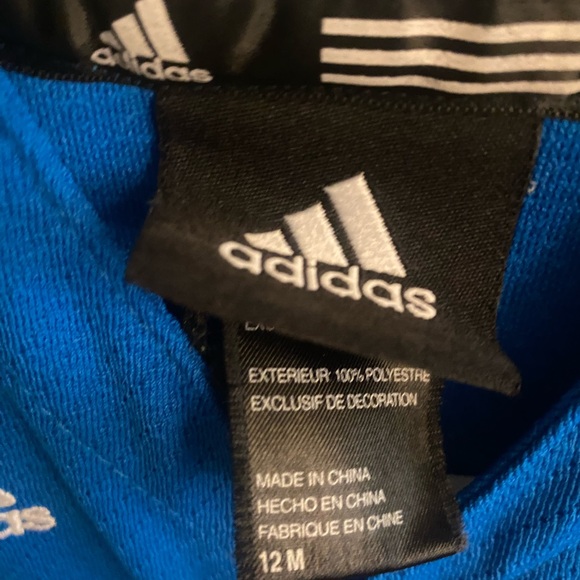 adidas
adidas
EXTERIEUR: 100% POLYESTRE
EXCLUSIF DE DECORATION
MADE IN CHINA
HECHO EN CHINA
FABRIQUE EN CHINE
12 M